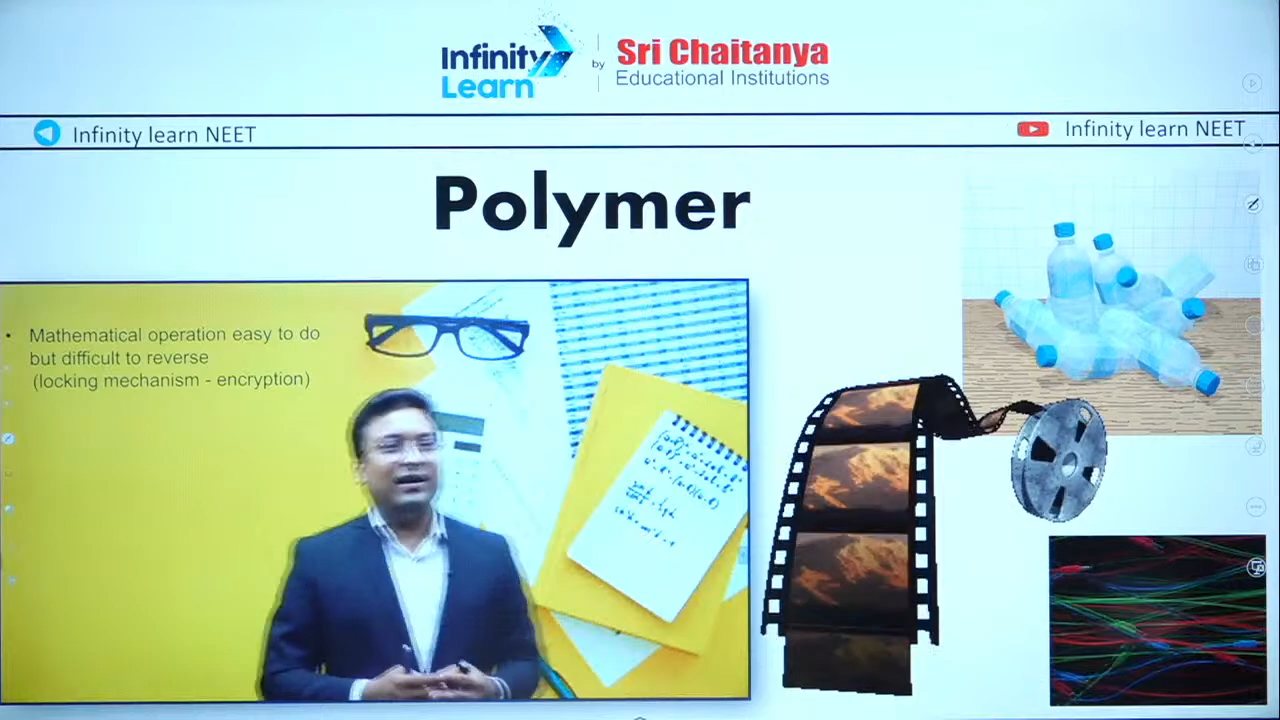 Infinity
Learn
by
Sri Chaitanya
Educational Institutions
Infinity learn NEET
Infinity learn NEET
Polymer
• Mathematical operation easy to do
but difficult to reverse
(locking mechanism - encryption)